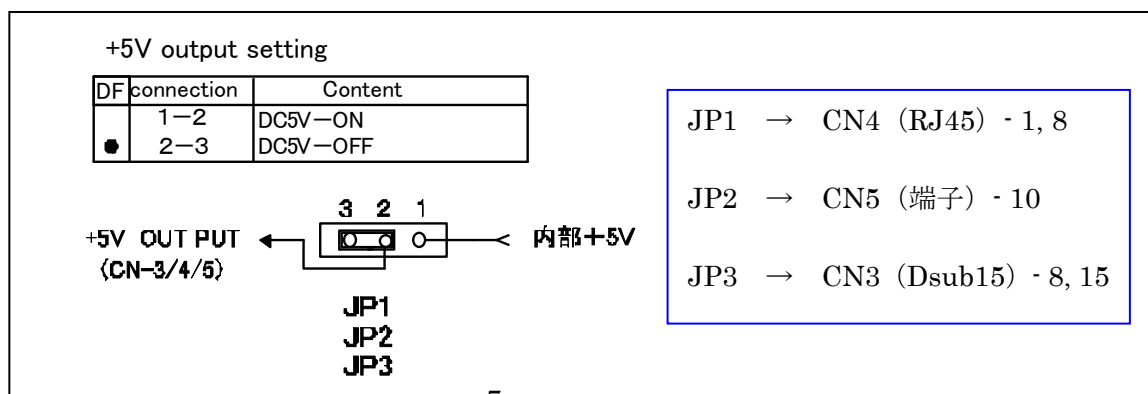 +5V output setting
DF connection Content
1－2 DC5V－ON
● 2－3 DC5V－OFF
3 2 1
+5V OUT PUT
(CN-3/4/5)
内部＋5V
JP1
JP2
JP3
JP1 → CN4（RJ45）- 1, 8
JP2 → CN5（端子）- 10
JP3 → CN3（Dsub15）- 8, 15